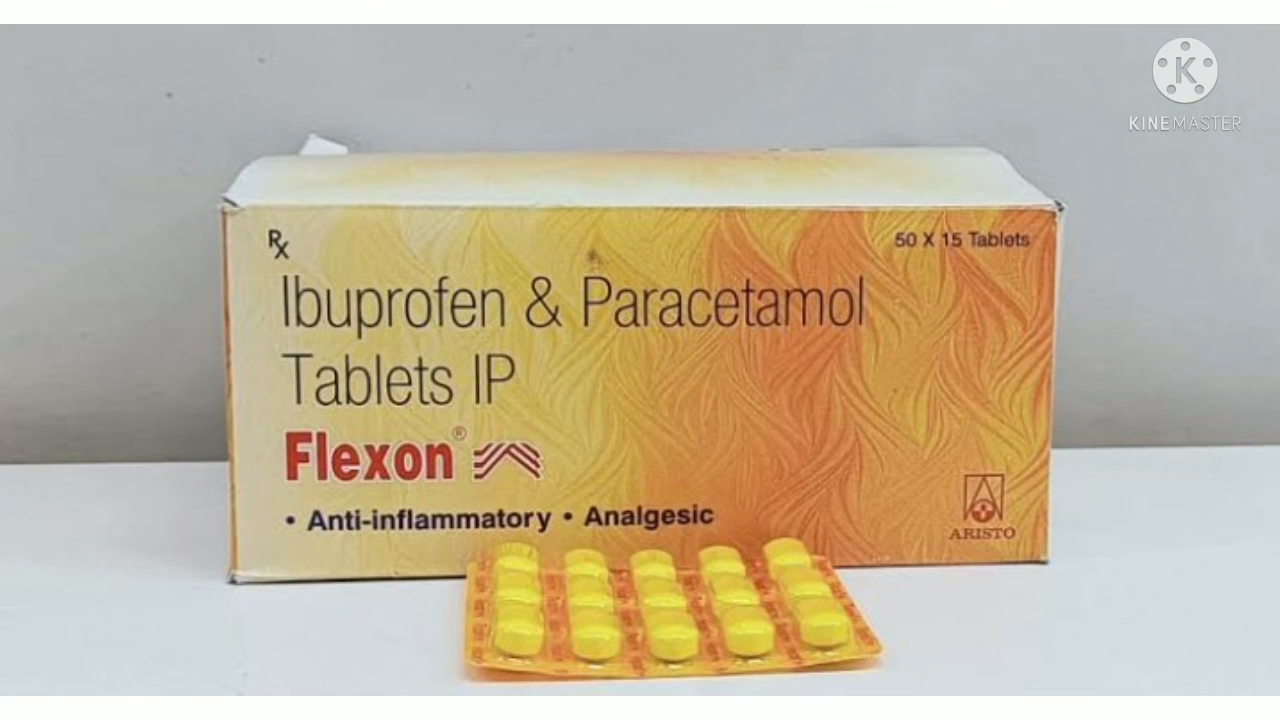 KINEMASTER
Rx
50 X 15 Tablets
Ibuprofen & Paracetamol
Tablets IP
Flexon®
• Anti-inflammatory • Analgesic
ARISTO